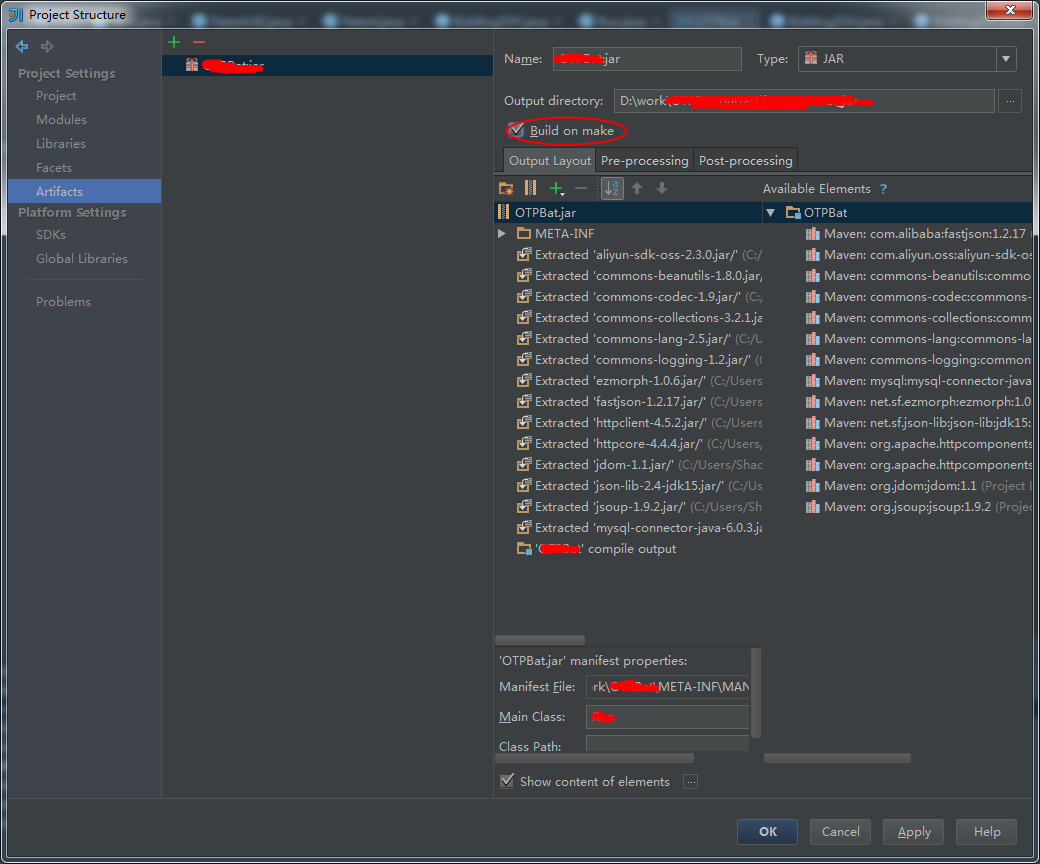 Project Structure
Project Settings
Project
Modules
Libraries
Facets
Artifacts
Platform Settings
SDKs
Global Libraries
Problems
Name: jar
Type: JAR
Output directory: D:\work\
Build on make
Output Layout Pre-processing Post-processing
Available Elements ?
OTPBat.jar
META-INF
Extracted 'aliyun-sdk-oss-2.3.0.jar/' (C:/
Extracted 'commons-beanutils-1.8.0.jar/
Extracted 'commons-codec-1.9.jar/' (C:/
Extracted 'commons-collections-3.2.1.ja
Extracted 'commons-lang-2.5.jar/' (C:/U
Extracted 'commons-logging-1.2.jar/' (
Extracted 'ezmorph-1.0.6.jar/' (C:/Users
Extracted 'fastjson-1.2.17.jar/' (C:/Users
Extracted 'httpclient-4.5.2.jar/' (C:/Users
Extracted 'httpcore-4.4.4.jar/' (C:/Users/
Extracted 'jdom-1.1.jar/' (C:/Users/Shac
Extracted 'json-lib-2.4-jdk15.jar/' (C:/Us
Extracted 'jsoup-1.9.2.jar/' (C:/Users/Sh
Extracted 'mysql-connector-java-6.0.3.ja
compile output
OTPBat
Maven: com.alibaba:fastjson:1.2.17
Maven: com.aliyun.oss:aliyun-sdk-os
Maven: commons-beanutils:commo
Maven: commons-codec:commons-
Maven: commons-collections:comm
Maven: commons-lang:commons-la
Maven: commons-logging:common
Maven: mysql:mysql-connector-java
Maven: net.sf.ezmorph:ezmorph:1.0
Maven: net.sf.json-lib:json-lib:jdk15:
Maven: org.apache.httpcomponents
Maven: org.apache.httpcomponents
Maven: org.jdom:jdom:1.1 (Project L
Maven: org.jsoup:jsoup:1.9.2 (Projec
'OTPBat.jar' manifest properties:
Manifest File: rk\ \META-INF\MAN
Main Class:
Class Path:
Show content of elements ...
OK Cancel Apply Help